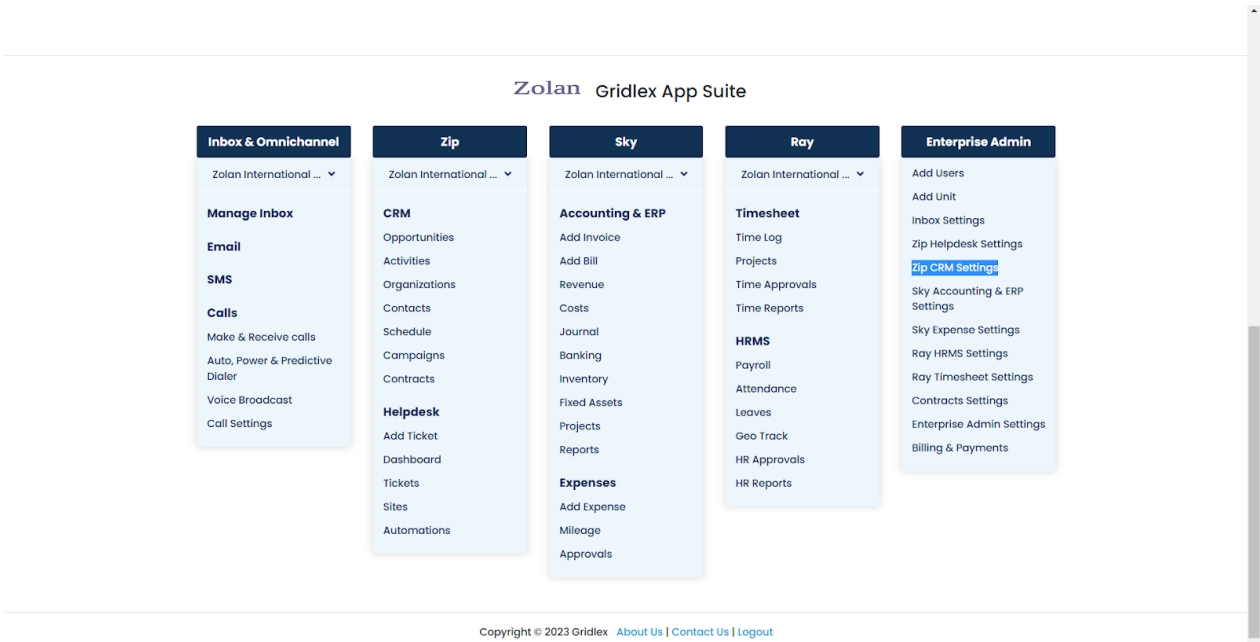 Zolan Gridlex App Suite
Inbox & Omnichannel
Zolan International ...
Manage Inbox
Email
SMS
Calls
Make & Receive calls
Auto, Power & Predictive
Dialer
Voice Broadcast
Call Settings
Zip
Zolan International ...
CRM
Opportunities
Activities
Organizations
Contacts
Schedule
Campaigns
Contracts
Helpdesk
Add Ticket
Dashboard
Tickets
Sites
Automations
Sky
Zolan International ...
Accounting & ERP
Add Invoice
Add Bill
Revenue
Costs
Journal
Banking
Inventory
Fixed Assets
Projects
Reports
Expenses
Add Expense
Mileage
Approvals
Ray
Zolan International ...
Timesheet
Time Log
Projects
Time Approvals
Time Reports
HRMS
Payroll
Attendance
Leaves
Geo Track
HR Approvals
HR Reports
Enterprise Admin
Add Users
Add Unit
Inbox Settings
Zip Helpdesk Settings
Zip CRM Settings
Sky Accounting & ERP
Settings
Sky Expense Settings
Ray HRMS Settings
Ray Timesheet Settings
Contracts Settings
Enterprise Admin Settings
Billing & Payments
Copyright © 2023 Gridlex About Us | Contact Us | Logout